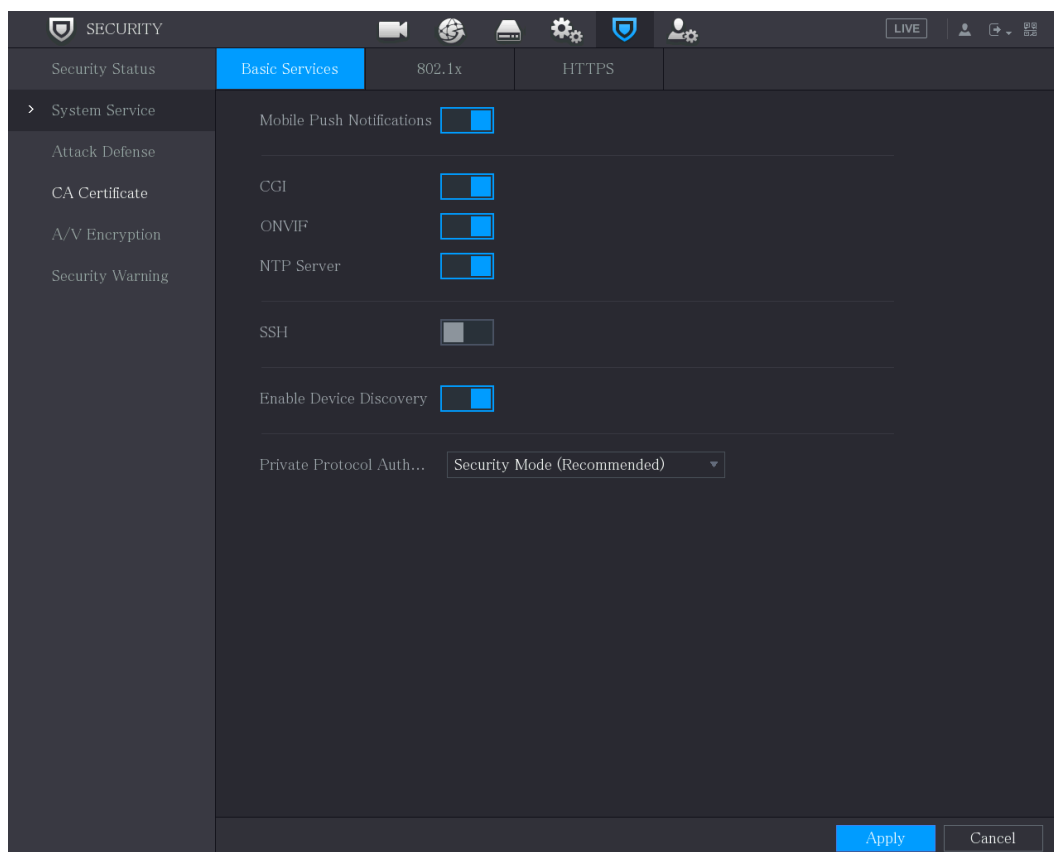 SECURITY
LIVE
Security Status
System Service
Attack Defense
CA Certificate
A/V Encryption
Security Warning
Basic Services 802.1x HTTPS
Mobile Push Notifications
CGI
ONVIF
NTP Server
SSH
Enable Device Discovery
Private Protocol Auth... Security Mode (Recommended)
Apply Cancel